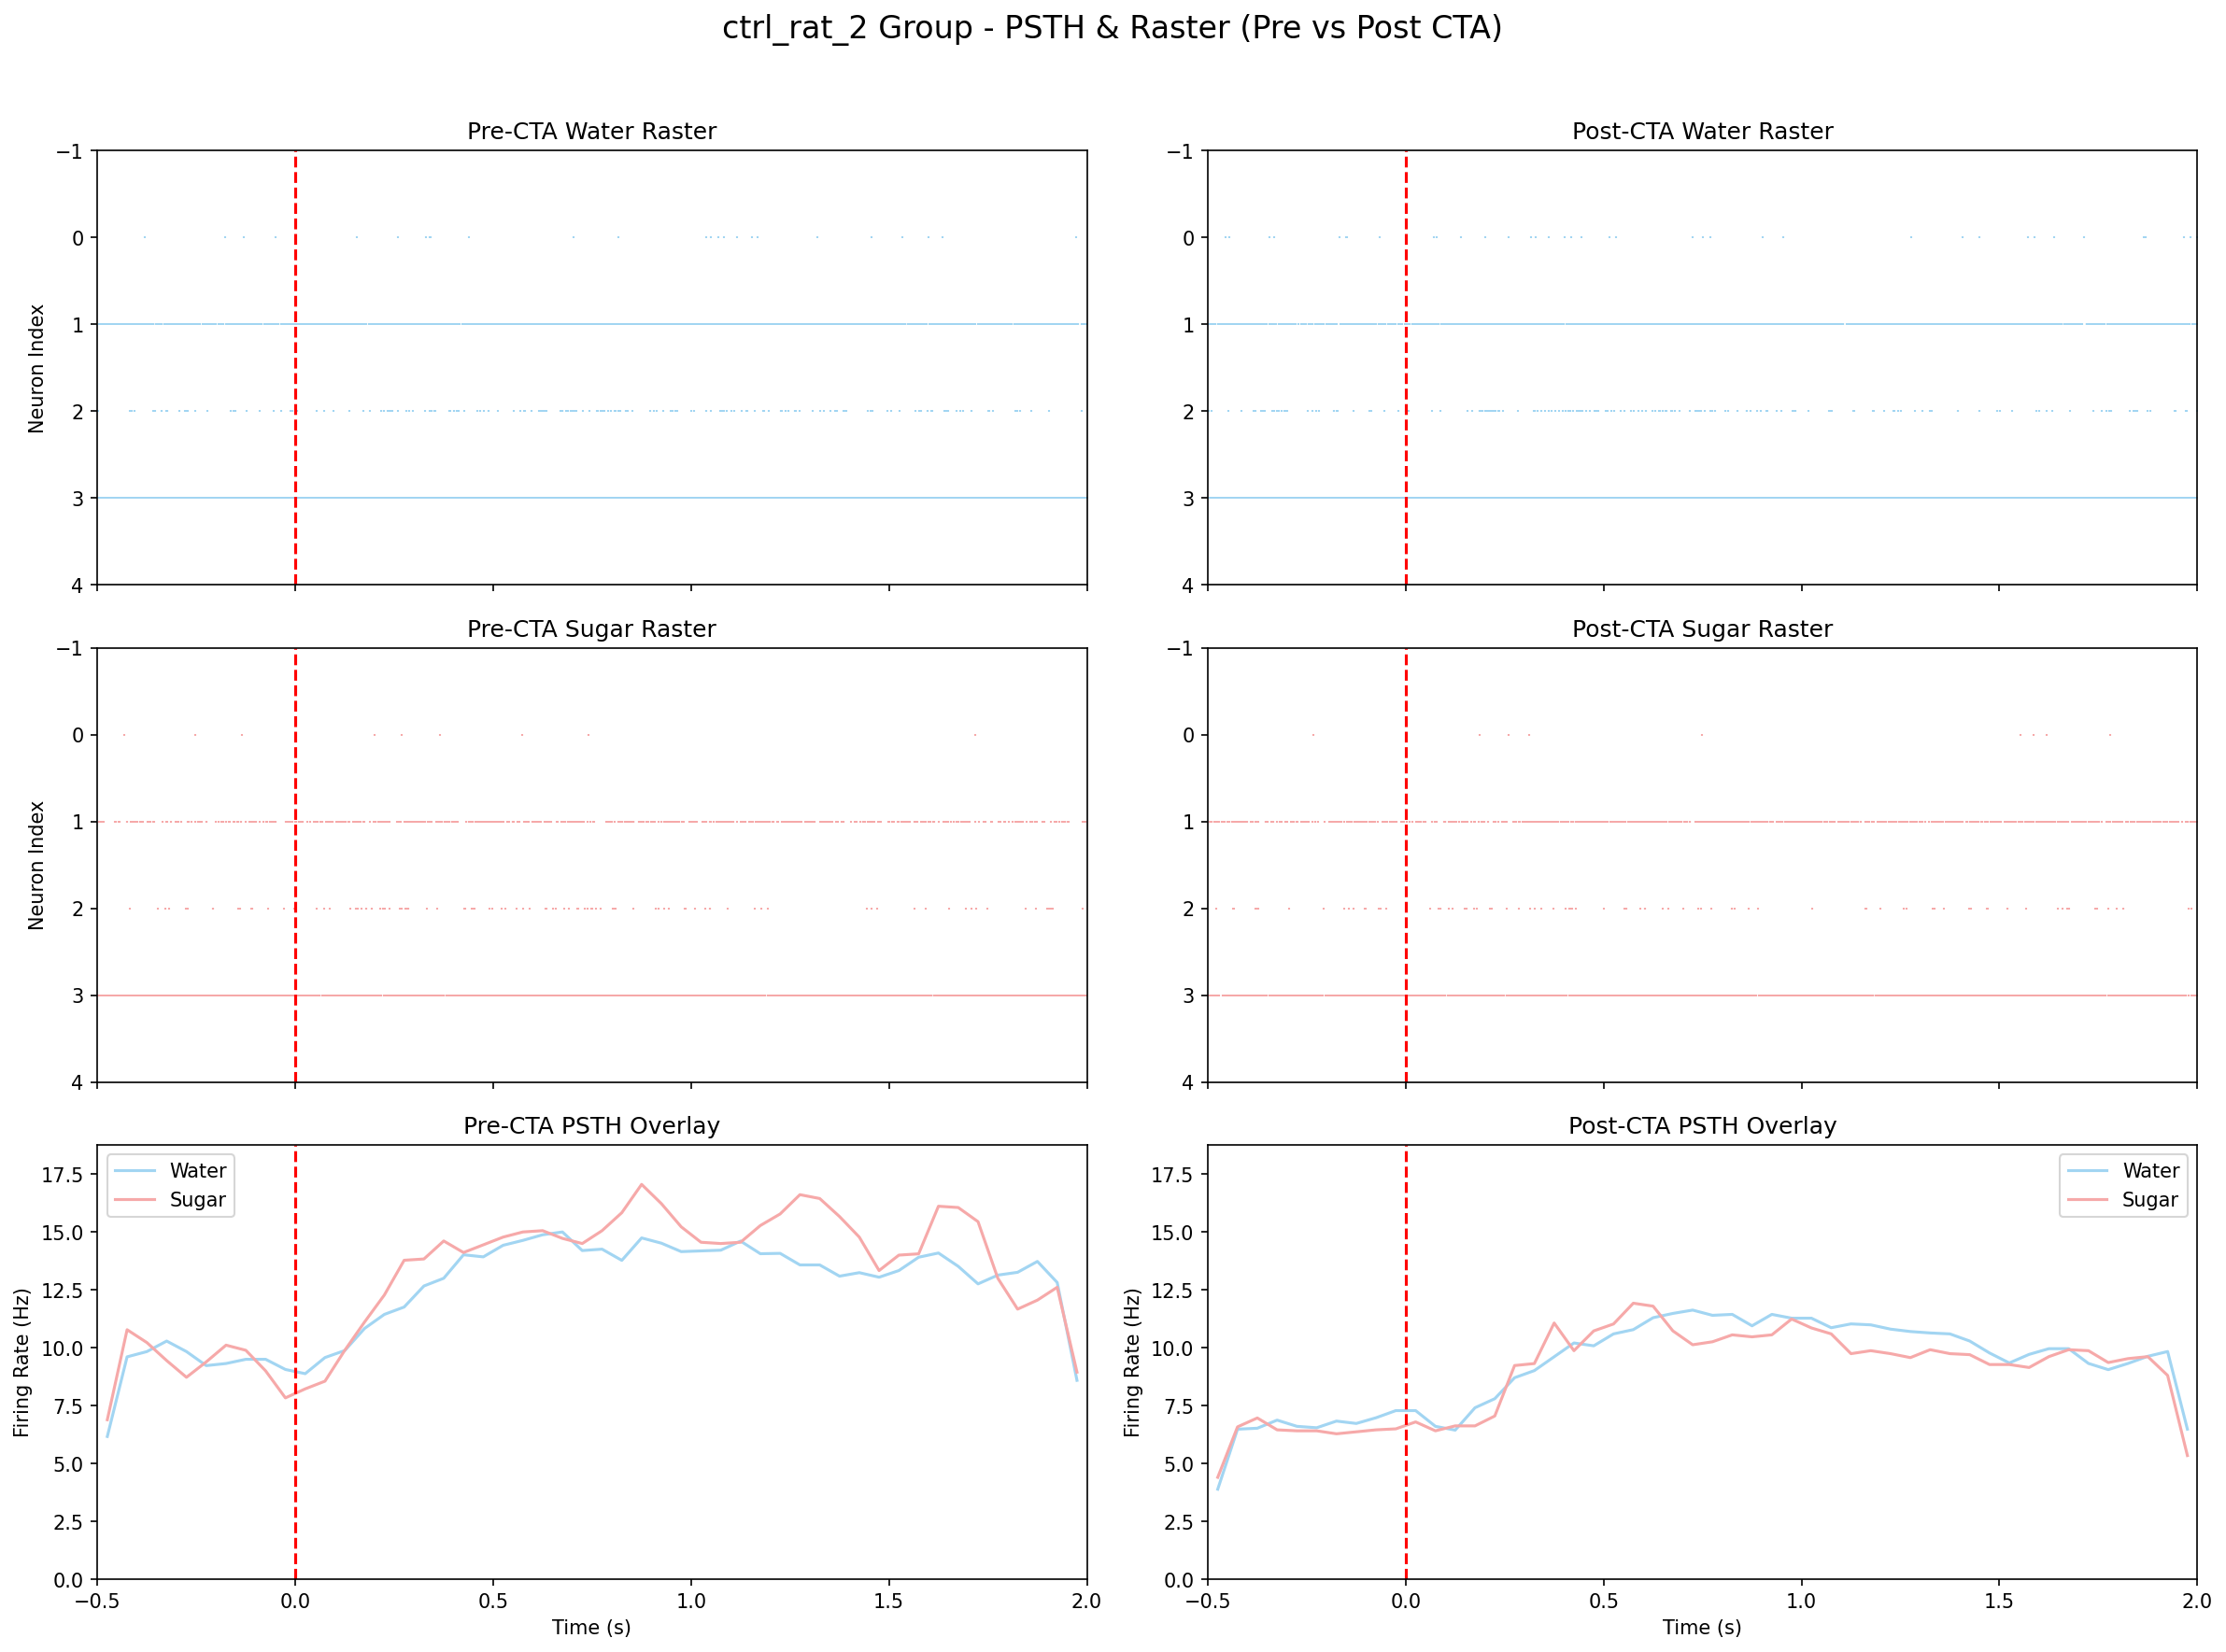 ctrl_rat_2 Group - PSTH & Raster (Pre vs Post CTA)
Pre-CTA Water Raster
−1
0
1
2
3
4
Neuron Index
Post-CTA Water Raster
−1
0
1
2
3
4
Pre-CTA Sugar Raster
−1
0
1
2
3
4
Neuron Index
Post-CTA Sugar Raster
−1
0
1
2
3
4
Pre-CTA PSTH Overlay
Water
Sugar
17.5
15.0
12.5
10.0
7.5
5.0
2.5
0.0
Firing Rate (Hz)
−0.5 0.0 0.5 1.0 1.5 2.0
Time (s)
Post-CTA PSTH Overlay
Water
Sugar
17.5
15.0
12.5
10.0
7.5
5.0
2.5
0.0
Firing Rate (Hz)
−0.5 0.0 0.5 1.0 1.5 2.0
Time (s)